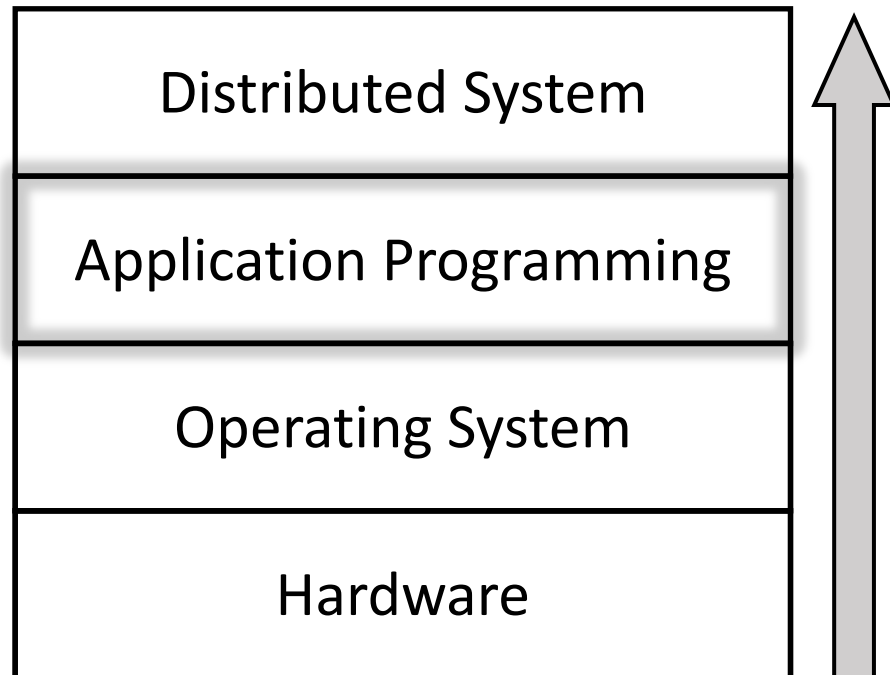 Distributed System
Application Programming
Operating System
Hardware